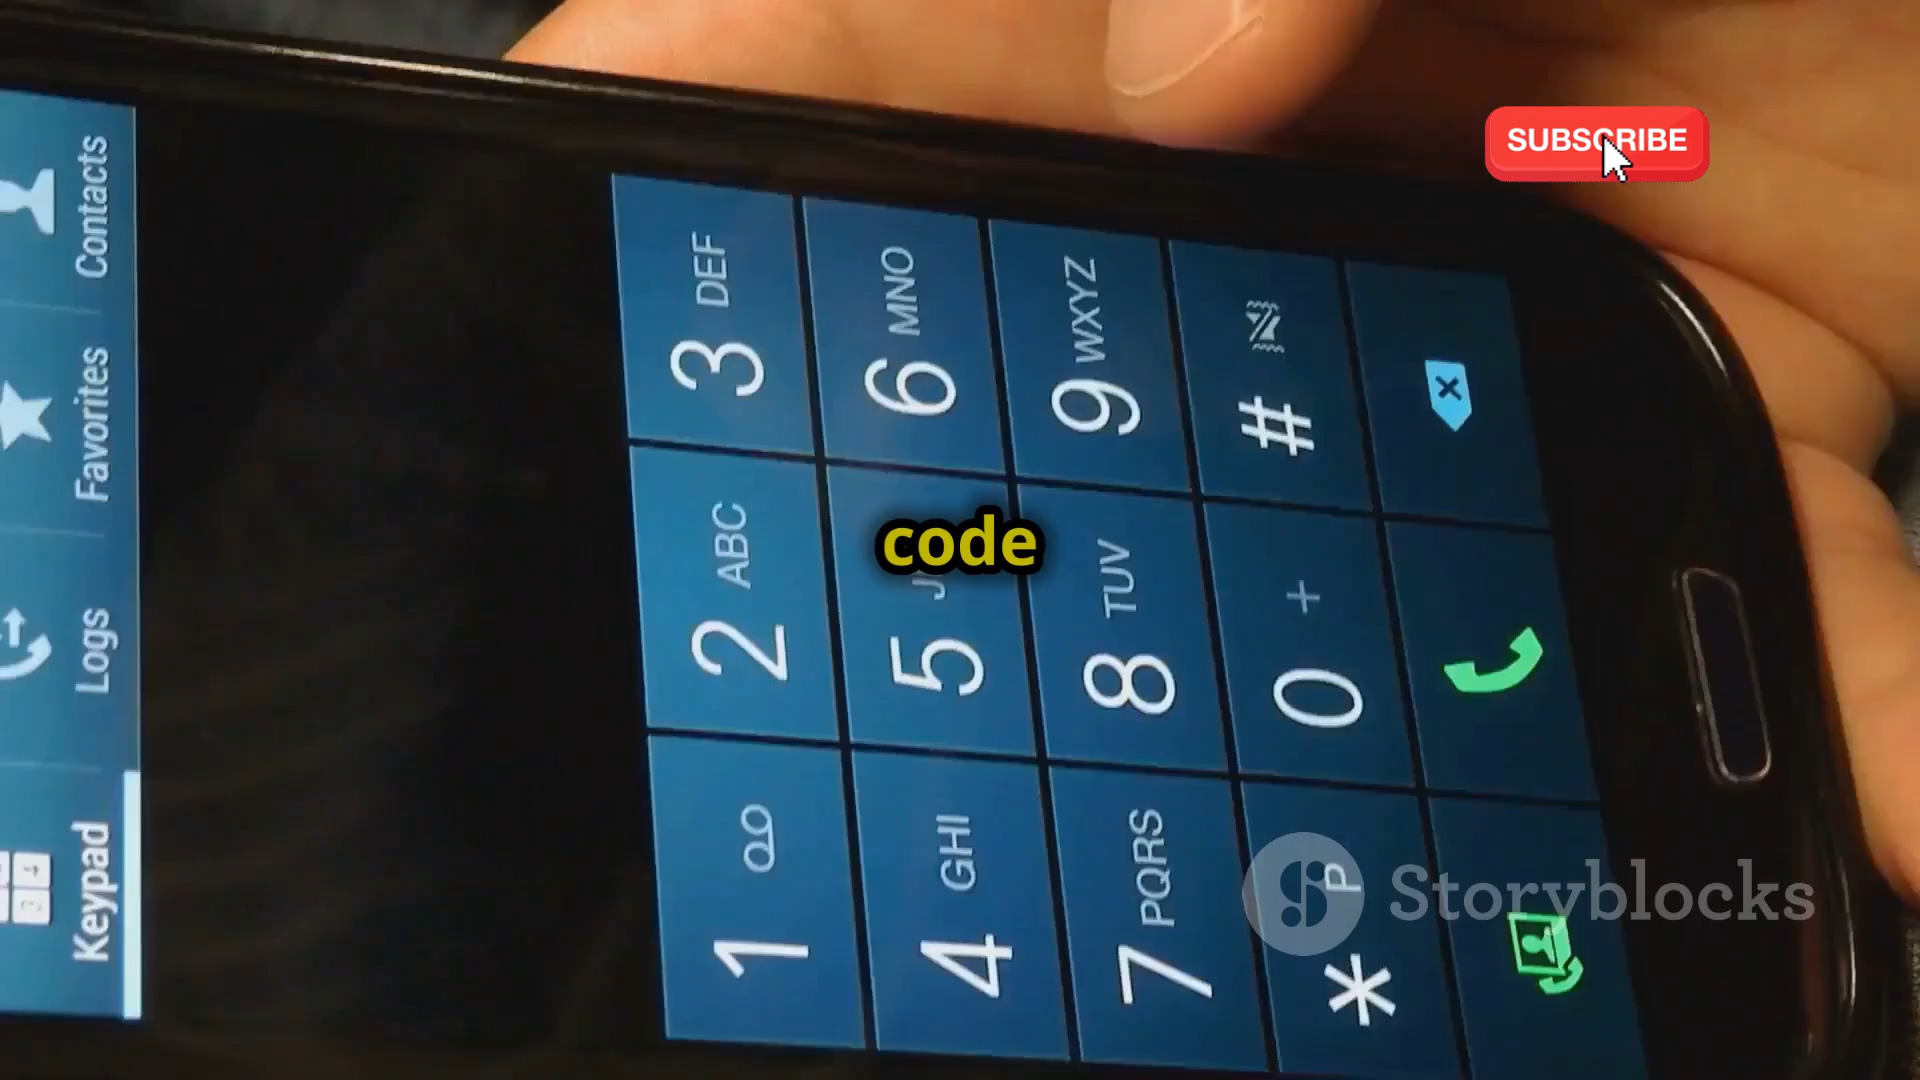 SUBSCRIBE
Contacts
Favorites
Logs
Keypad
1
2 ABC
3 DEF
4 GHI
5 J
6 MNO
7 PQRS
8 TUV
9 WXYZ
* P
0 +
#
code
Storyblocks